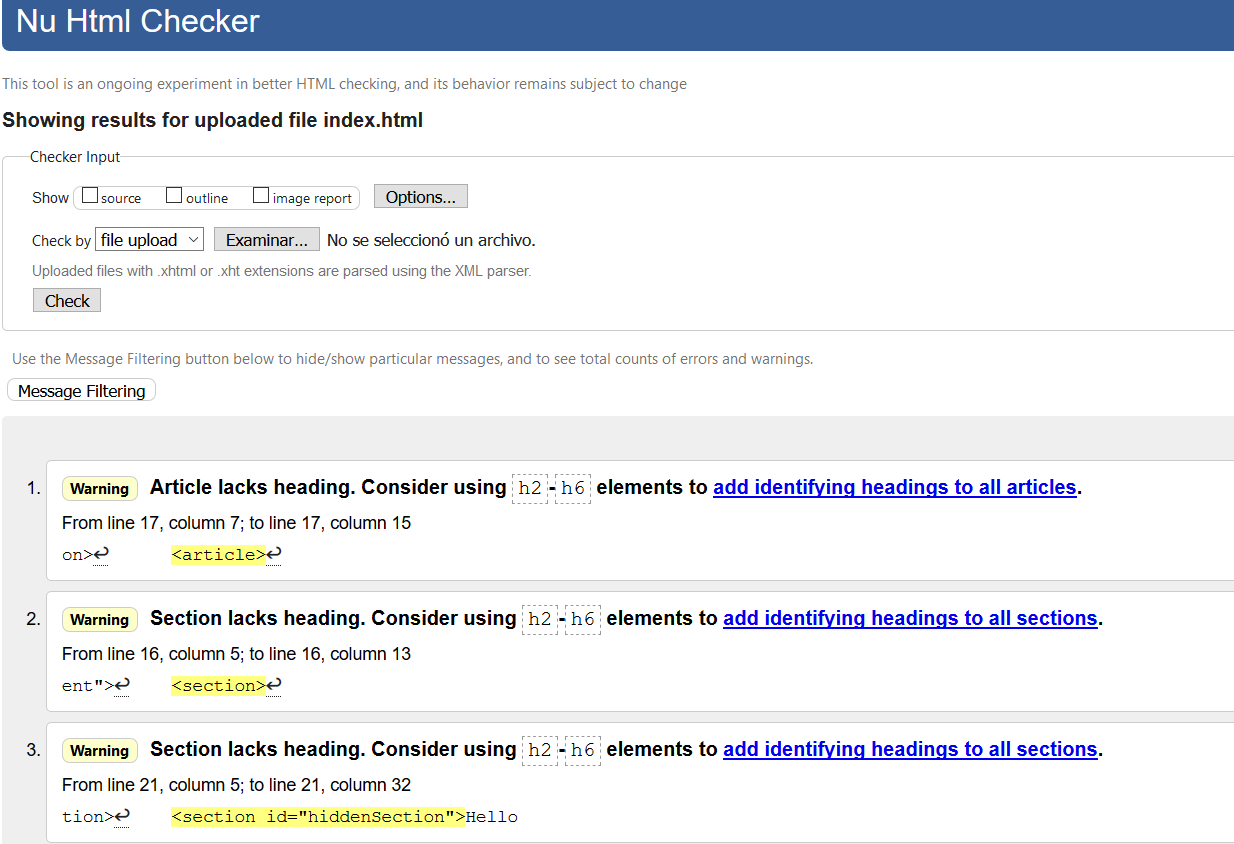 Nu Html Checker
This tool is an ongoing experiment in better HTML checking, and its behavior remains subject to change
Showing results for uploaded file index.html
Checker Input
Show source outline image report Options...
Check by file upload Examinar... No se seleccionó un archivo.
Uploaded files with .xhtml or .xht extensions are parsed using the XML parser.
Check
Use the Message Filtering button below to hide/show particular messages, and to see total counts of errors and warnings.
Message Filtering
1. Warning Article lacks heading. Consider using h2-h6 elements to add identifying headings to all articles.
From line 17, column 7; to line 17, column 15
on>↩ <article>↩
2. Warning Section lacks heading. Consider using h2-h6 elements to add identifying headings to all sections.
From line 16, column 5; to line 16, column 13
ent">↩ <section>↩
3. Warning Section lacks heading. Consider using h2-h6 elements to add identifying headings to all sections.
From line 21, column 5; to line 21, column 32
tion>↩ <section id="hiddenSection">Hello